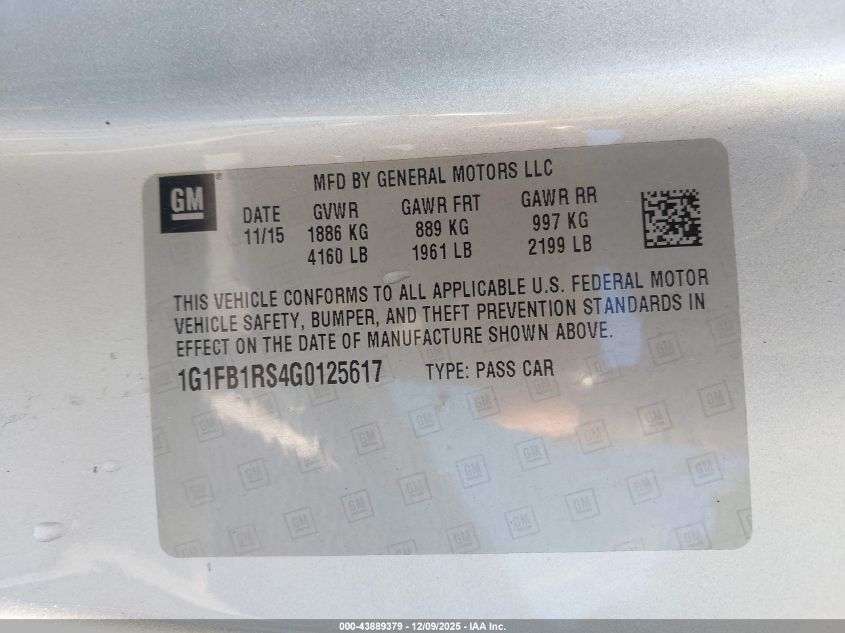 GM
MFD BY GENERAL MOTORS LLC
DATE GVWR GAWR FRT GAWR RR
11/15 1886 KG 889 KG 997 KG
4160 LB 1961 LB 2199 LB
THIS VEHICLE CONFORMS TO ALL APPLICABLE U.S. FEDERAL MOTOR
VEHICLE SAFETY, BUMPER, AND THEFT PREVENTION STANDARDS IN
EFFECT ON THE DATE OF MANUFACTURE SHOWN ABOVE.
1G1FB1RS4G0125617 TYPE: PASS CAR
000-43889379 - 12/09/2025 - IAA Inc.